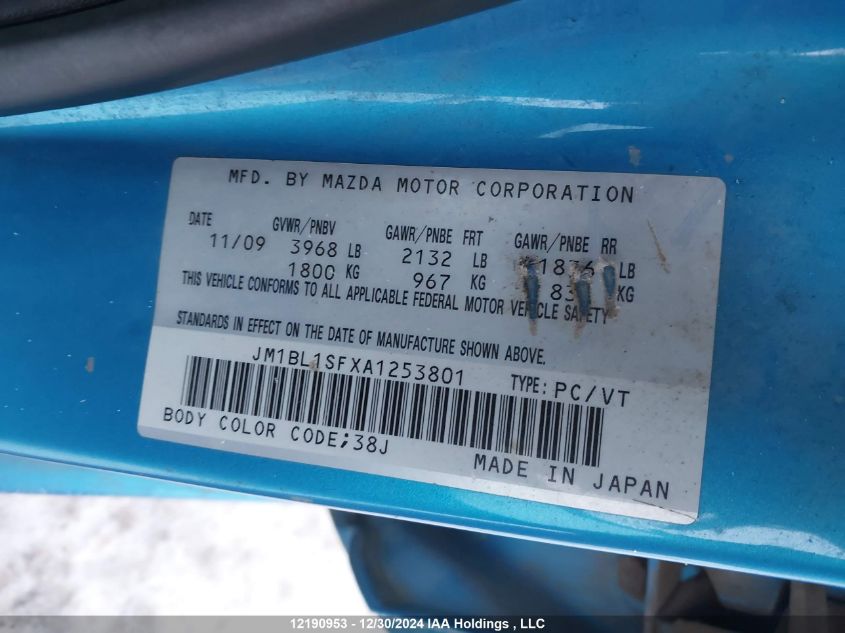 MFD. BY MAZDA MOTOR CORPORATION
DATE GVWR/PNBV GAWR/PNBE FRT GAWR/PNBE RR
11/09 3968 LB 2132 LB LB
1800 KG 967 KG KG
THIS VEHICLE CONFORMS TO ALL APPLICABLE FEDERAL MOTOR VEHICLE SAFETY
STANDARDS IN EFFECT ON THE DATE OF MANUFACTURE SHOWN ABOVE.
JM1BL1SFXA1253801 TYPE: PC/VT
BODY COLOR CODE;38J
MADE IN JAPAN
12190953 - 12/30/2024 IAA Holdings , LLC